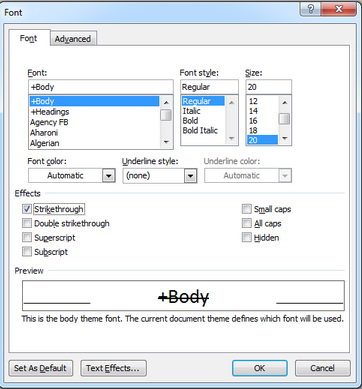 Font
Font Advanced
Font: Font style: Size:
+Body Regular 20
+Body Regular 12
+Headings Italic 14
Agency FB Bold 16
Aharoni Bold Italic 18
Algerian 20
Font color: Underline style: Underline color:
Automatic (none) Automatic
Effects
Strikethrough Small caps
Double strikethrough All caps
Superscript Hidden
Subscript
Preview
+Body
This is the body theme font. The current document theme defines which font will be used.
Set As Default Text Effects... OK Cancel